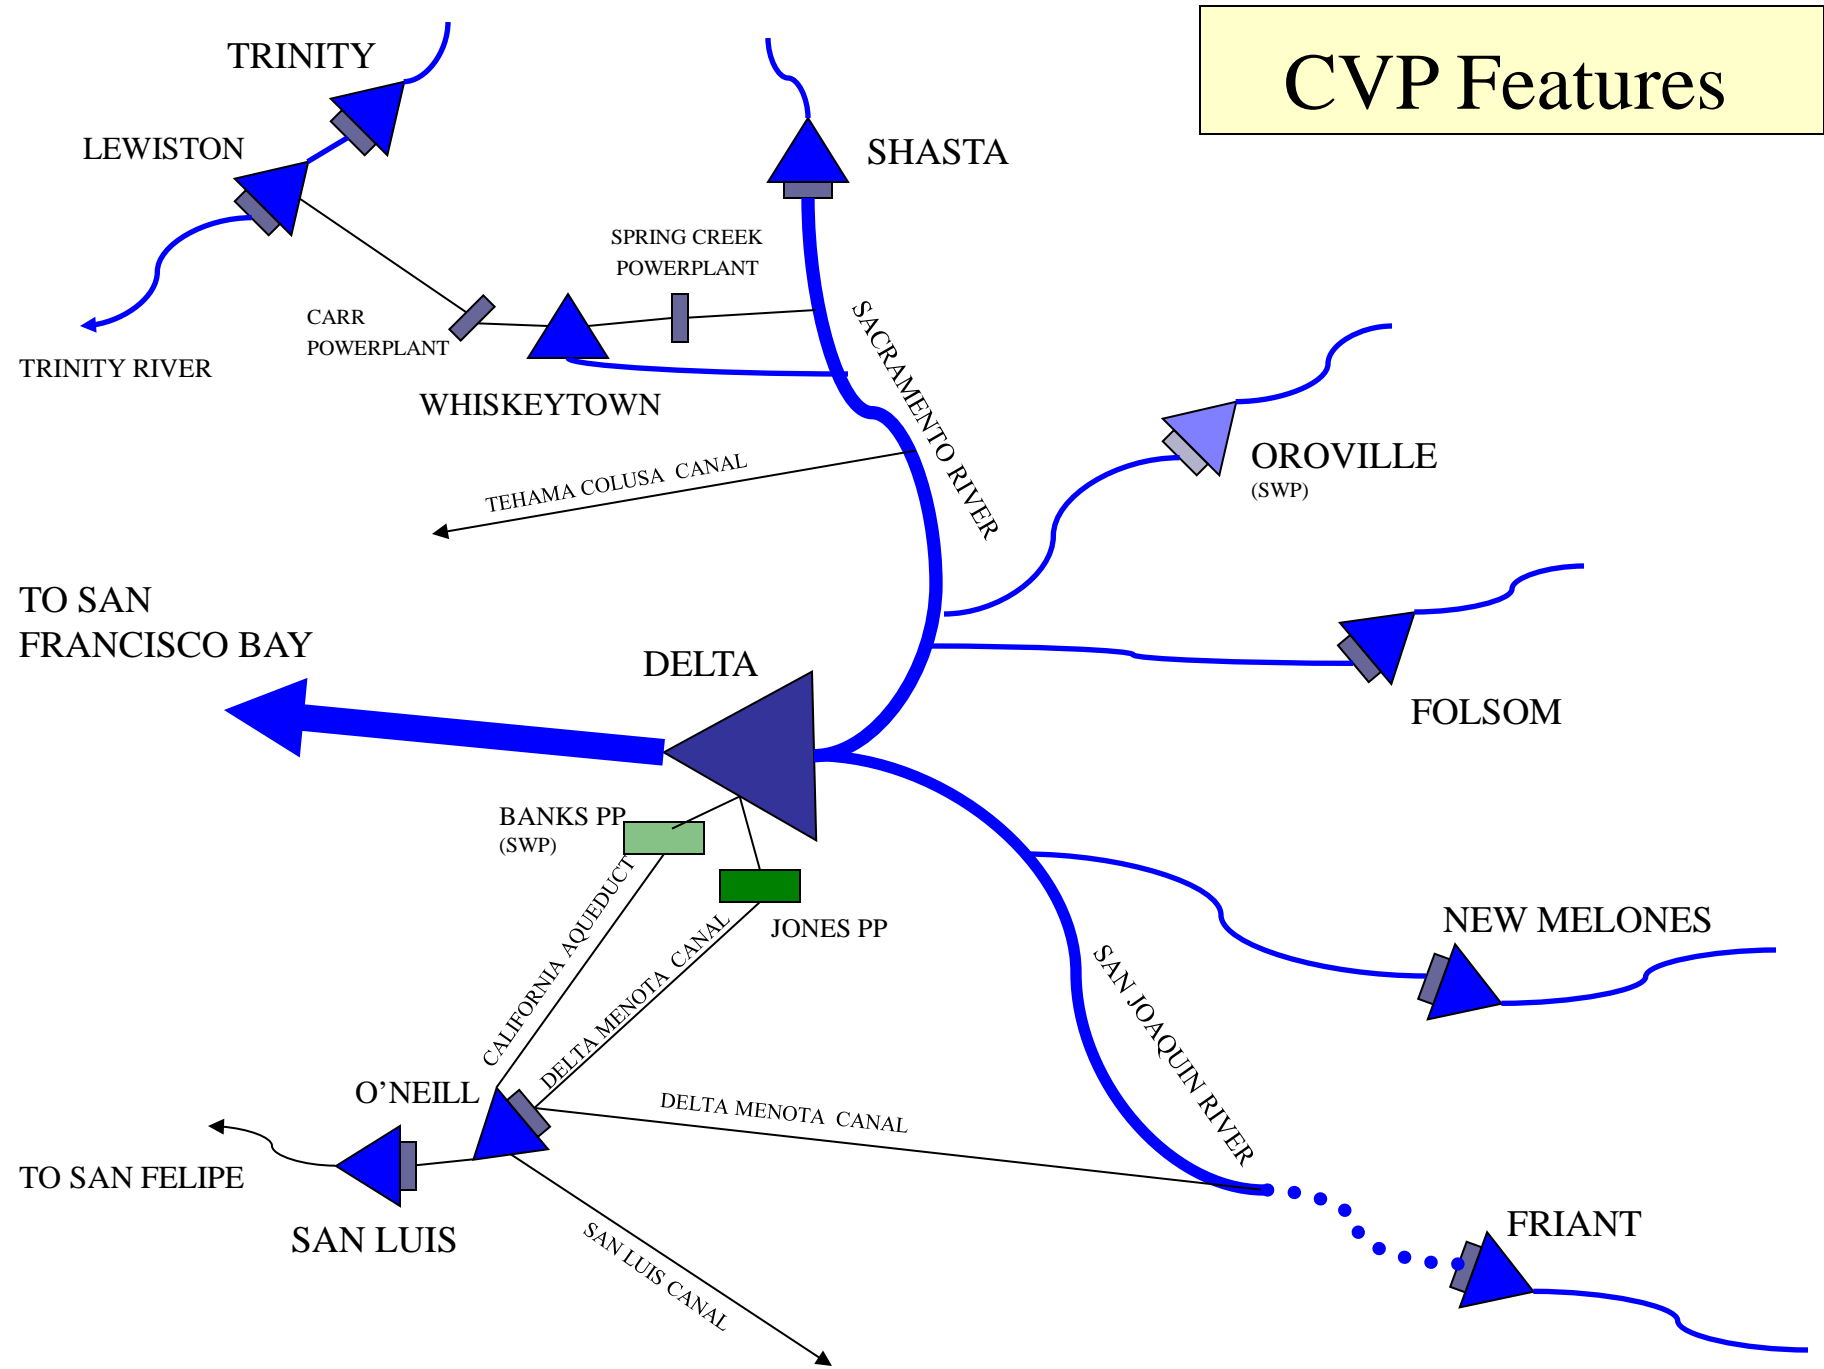 CVP Features
TRINITY
LEWISTON
SHASTA
SPRING CREEK
POWERPLANT
CARR
POWERPLANT
TRINITY RIVER
WHISKEYTOWN
SACRAMENTO RIVER
OROVILLE
(SWP)
TEHAMA COLUSA CANAL
TO SAN
FRANCISCO BAY
DELTA
FOLSOM
BANKS PP
(SWP)
JONES PP
NEW MELONES
CALIFORNIA AQUEDUCT
DELTA MENOTA CANAL
SAN JOAQUIN RIVER
O’NEILL
DELTA MENOTA CANAL
TO SAN FELIPE
SAN LUIS
SAN LUIS CANAL
FRIANT